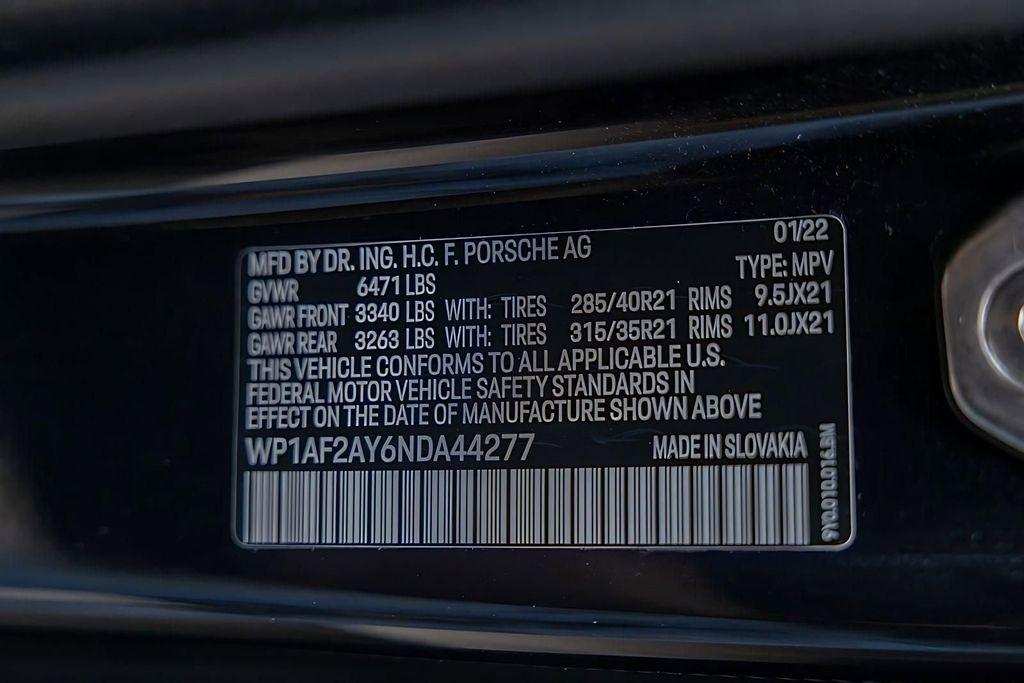 MFD BY DR. ING. H.C. F. PORSCHE AG 01/22
GVWR 6471 LBS TYPE: MPV
GAWR FRONT 3340 LBS WITH: TIRES 285/40R21 RIMS 9.5JX21
GAWR REAR 3263 LBS WITH: TIRES 315/35R21 RIMS 11.0JX21
THIS VEHICLE CONFORMS TO ALL APPLICABLE U.S.
FEDERAL MOTOR VEHICLE SAFETY STANDARDS IN
EFFECT ON THE DATE OF MANUFACTURE SHOWN ABOVE
WP1AF2AY6NDA44277 MADE IN SLOVAKIA